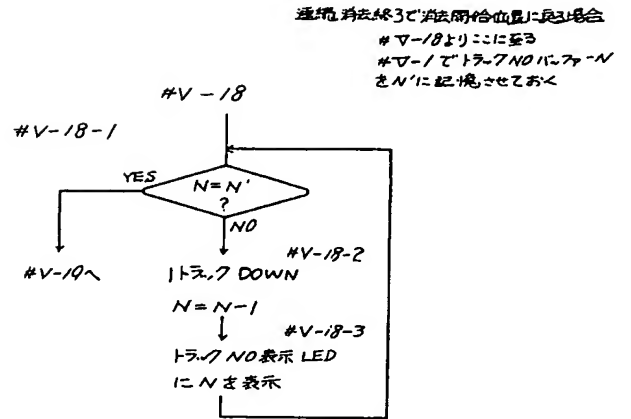 連続消去終了で消去開始位置に戻る場合
#V-18よりここに至る
#V-1でトラックNOバッファーN
をN'に記憶させておく
#V-18
#V-18-1
YES
N=N'
?
NO
#V-19へ
#V-18-2
1トラック DOWN
N=N-1
#V-18-3
トラックNO表示LED
にNを表示